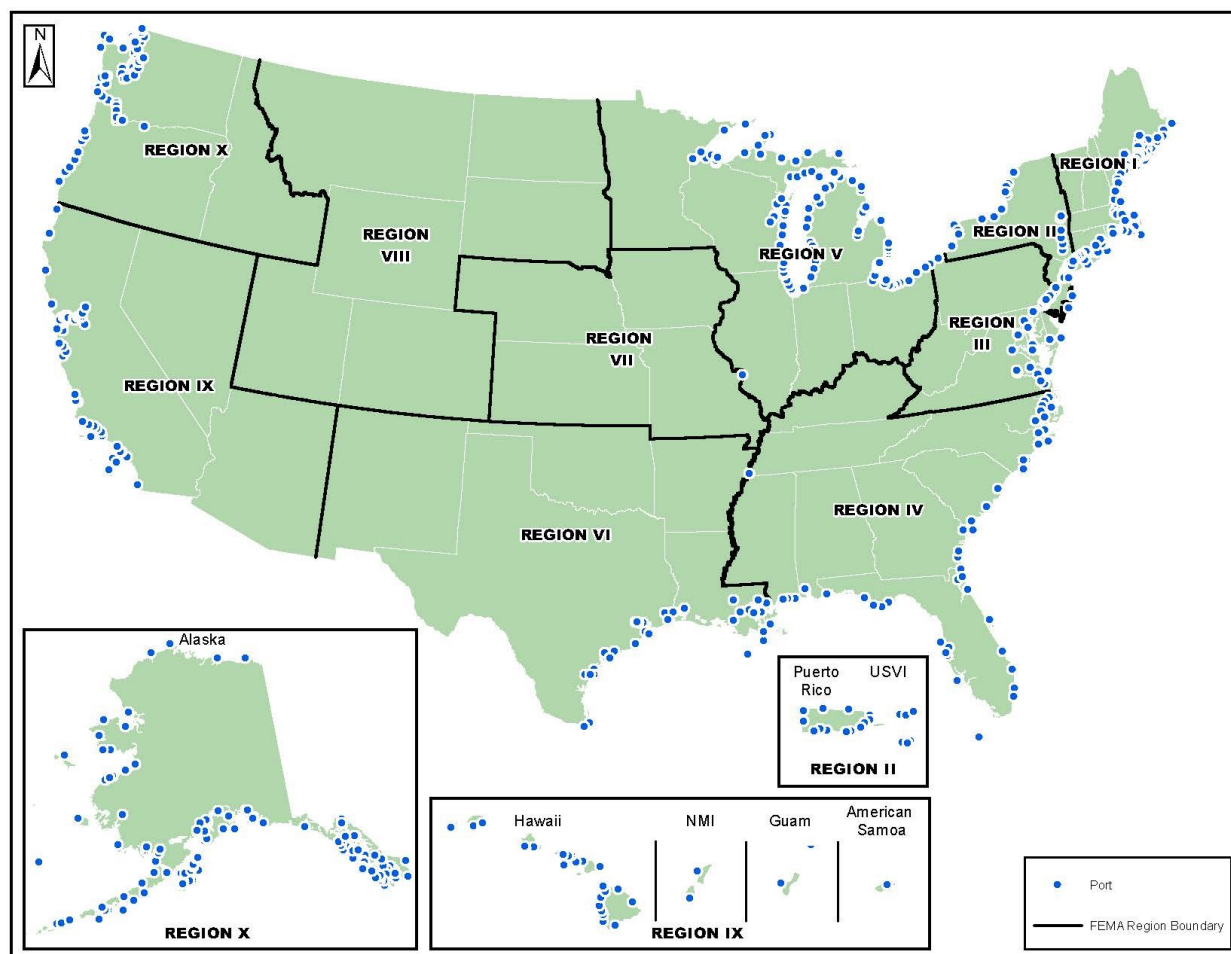 N
REGION X
REGION I
REGION II
REGION
VIII
REGION V
REGION
III
REGION
VII
REGION IX
REGION IV
REGION VI
Alaska
REGION X
Puerto
Rico
USVI
REGION II
Hawaii
NMI
Guam
American
Samoa
REGION IX
Port
FEMA Region Boundary